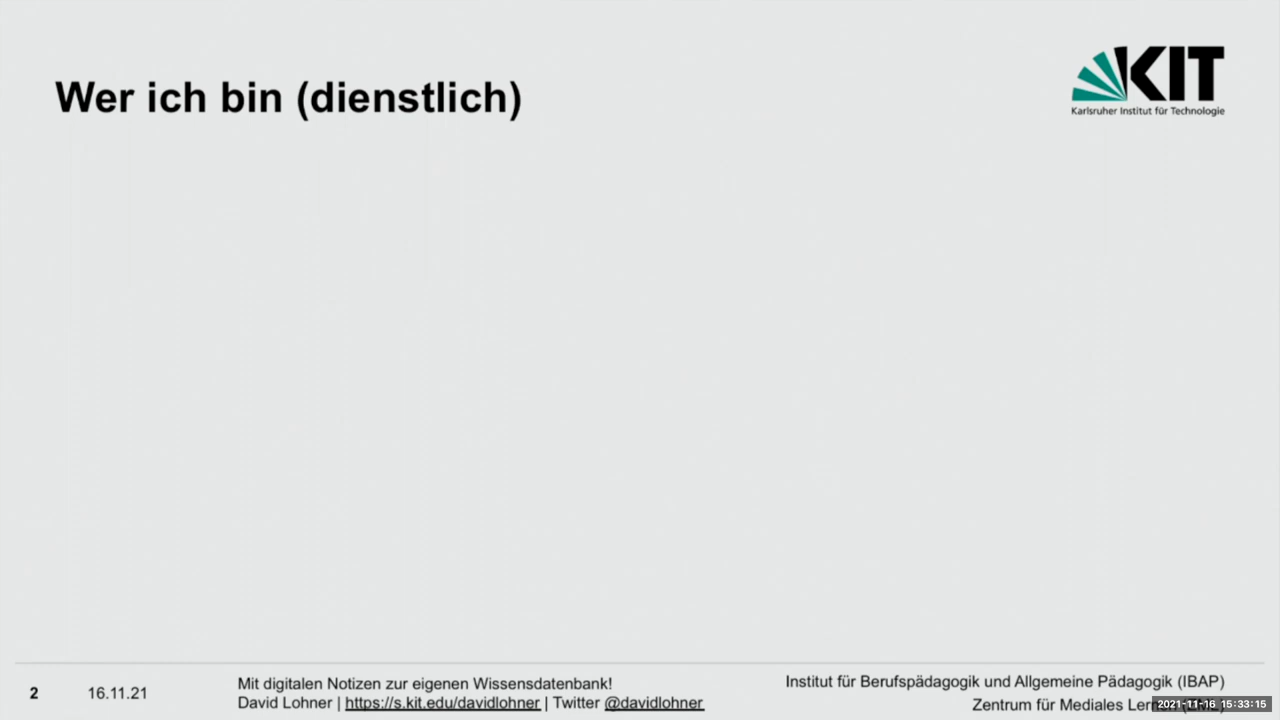 Wer ich bin (dienstlich)
KIT
Karlsruher Institut für Technologie
2
16.11.21
Mit digitalen Notizen zur eigenen Wissensdatenbank!
David Lohner | https://s.kit.edu/davidlohner | Twitter @davidlohner
Institut für Berufspädagogik und Allgemeine Pädagogik (IBAP)
Zentrum für Mediales
2021-11-16 15:33:15